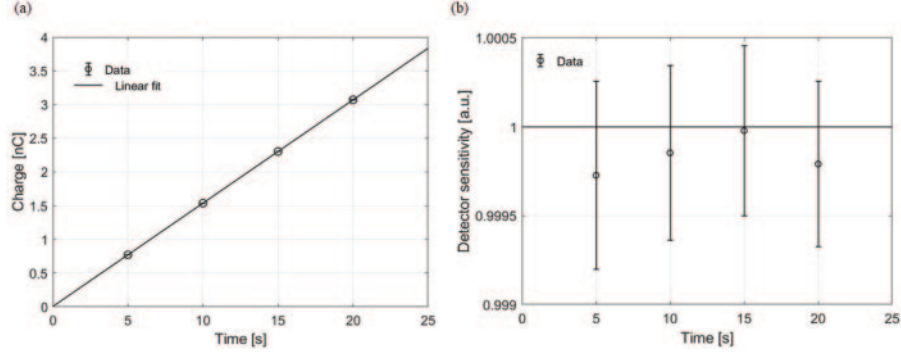 (a)
(b)
4
3.5
3
2.5
2
1.5
1
0.5
0
Charge [nC]
Data
Linear fit
0 5 10 15 20 25
Time [s]
1.0005
1
0.9995
0.999
Detector sensitivity [a.u.]
Data
0 5 10 15 20 25
Time [s]